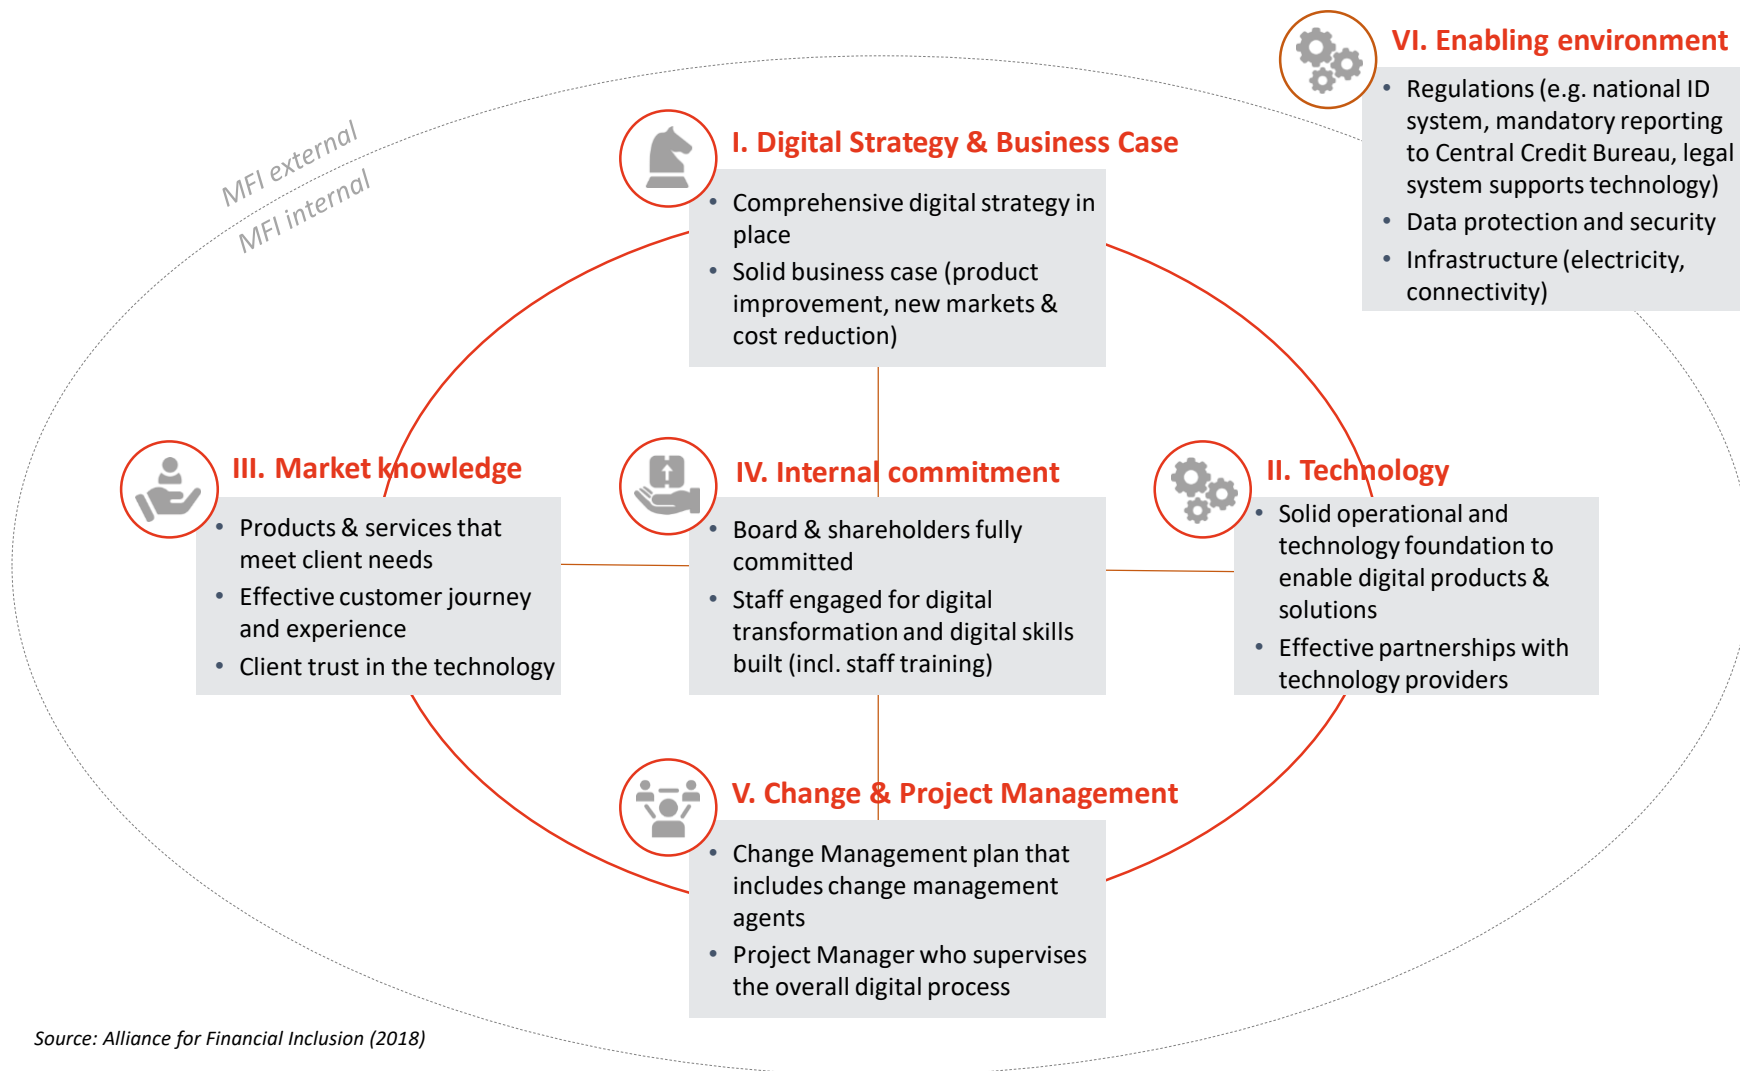 VI. Enabling environment
• Regulations (e.g. national ID
system, mandatory reporting
to Central Credit Bureau, legal
system supports technology)
• Data protection and security
• Infrastructure (electricity,
connectivity)
MFI external
MFI internal
I. Digital Strategy & Business Case
• Comprehensive digital strategy in
place
• Solid business case (product
improvement, new markets &
cost reduction)
III. Market knowledge
• Products & services that
meet client needs
• Effective customer journey
and experience
• Client trust in the technology
IV. Internal commitment
• Board & shareholders fully
committed
• Staff engaged for digital
transformation and digital skills
built (incl. staff training)
II. Technology
• Solid operational and
technology foundation to
enable digital products &
solutions
• Effective partnerships with
technology providers
V. Change & Project Management
• Change Management plan that
includes change management
agents
• Project Manager who supervises
the overall digital process
Source: Alliance for Financial Inclusion (2018)